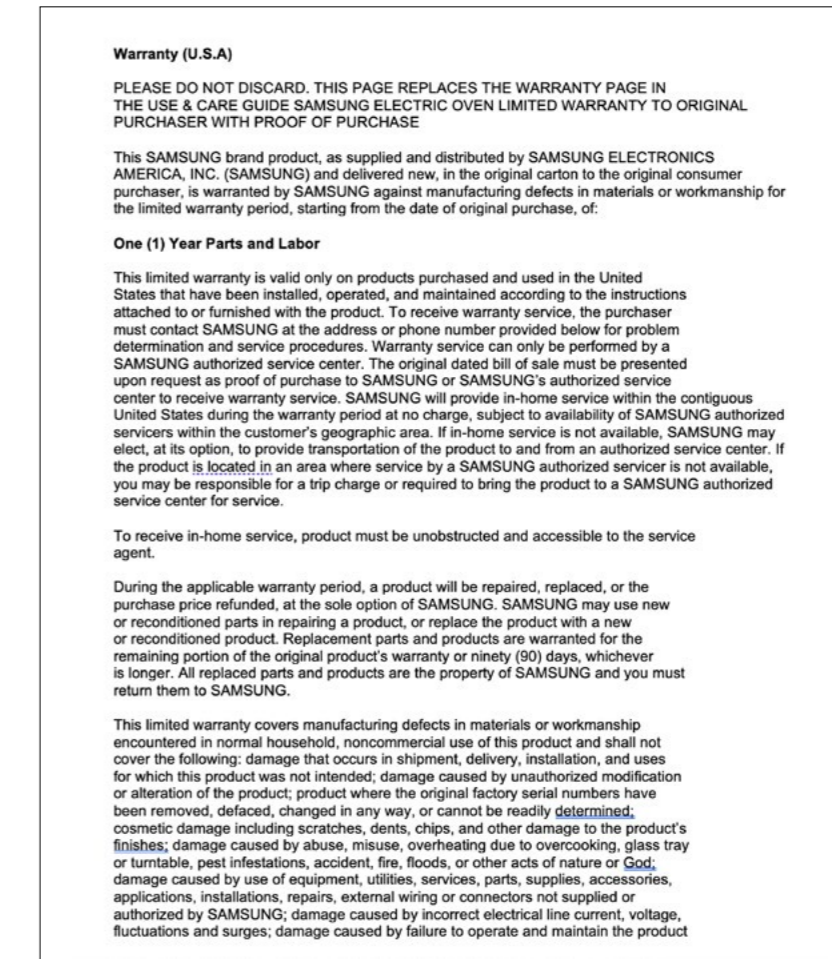 Warranty (U.S.A)
PLEASE DO NOT DISCARD. THIS PAGE REPLACES THE WARRANTY PAGE IN
THE USE & CARE GUIDE SAMSUNG ELECTRIC OVEN LIMITED WARRANTY TO ORIGINAL
PURCHASER WITH PROOF OF PURCHASE
This SAMSUNG brand product, as supplied and distributed by SAMSUNG ELECTRONICS
AMERICA, INC. (SAMSUNG) and delivered new, in the original carton to the original consumer
purchaser, is warranted by SAMSUNG against manufacturing defects in materials or workmanship for
the limited warranty period, starting from the date of original purchase, of:
One (1) Year Parts and Labor
This limited warranty is valid only on products purchased and used in the United
States that have been installed, operated, and maintained according to the instructions
attached to or furnished with the product. To receive warranty service, the purchaser
must contact SAMSUNG at the address or phone number provided below for problem
determination and service procedures. Warranty service can only be performed by a
SAMSUNG authorized service center. The original dated bill of sale must be presented
upon request as proof of purchase to SAMSUNG or SAMSUNG's authorized service
center to receive warranty service. SAMSUNG will provide in-home service within the contiguous
United States during the warranty period at no charge, subject to availability of SAMSUNG authorized
servicers within the customer's geographic area. If in-home service is not available, SAMSUNG may
elect, at its option, to provide transportation of the product to and from an authorized service center. If
the product is located in an area where service by a SAMSUNG authorized servicer is not available,
you may be responsible for a trip charge or required to bring the product to a SAMSUNG authorized
service center for service.
To receive in-home service, product must be unobstructed and accessible to the service
agent.
During the applicable warranty period, a product will be repaired, replaced, or the
purchase price refunded, at the sole option of SAMSUNG. SAMSUNG may use new
or reconditioned parts in repairing a product, or replace the product with a new
or reconditioned product. Replacement parts and products are warranted for the
remaining portion of the original product's warranty or ninety (90) days, whichever
is longer. All replaced parts and products are the property of SAMSUNG and you must
return them to SAMSUNG.
This limited warranty covers manufacturing defects in materials or workmanship
encountered in normal household, noncommercial use of this product and shall not
cover the following: damage that occurs in shipment, delivery, installation, and uses
for which this product was not intended; damage caused by unauthorized modification
or alteration of the product; product where the original factory serial numbers have
been removed, defaced, changed in any way, or cannot be readily determined;
cosmetic damage including scratches, dents, chips, and other damage to the product's
finishes; damage caused by abuse, misuse, overheating due to overcooking, glass tray
or turntable, pest infestations, accident, fire, floods, or other acts of nature or God;
damage caused by use of equipment, utilities, services, parts, supplies, accessories,
applications, installations, repairs, external wiring or connectors not supplied or
authorized by SAMSUNG; damage caused by incorrect electrical line current, voltage,
fluctuations and surges; damage caused by failure to operate and maintain the product